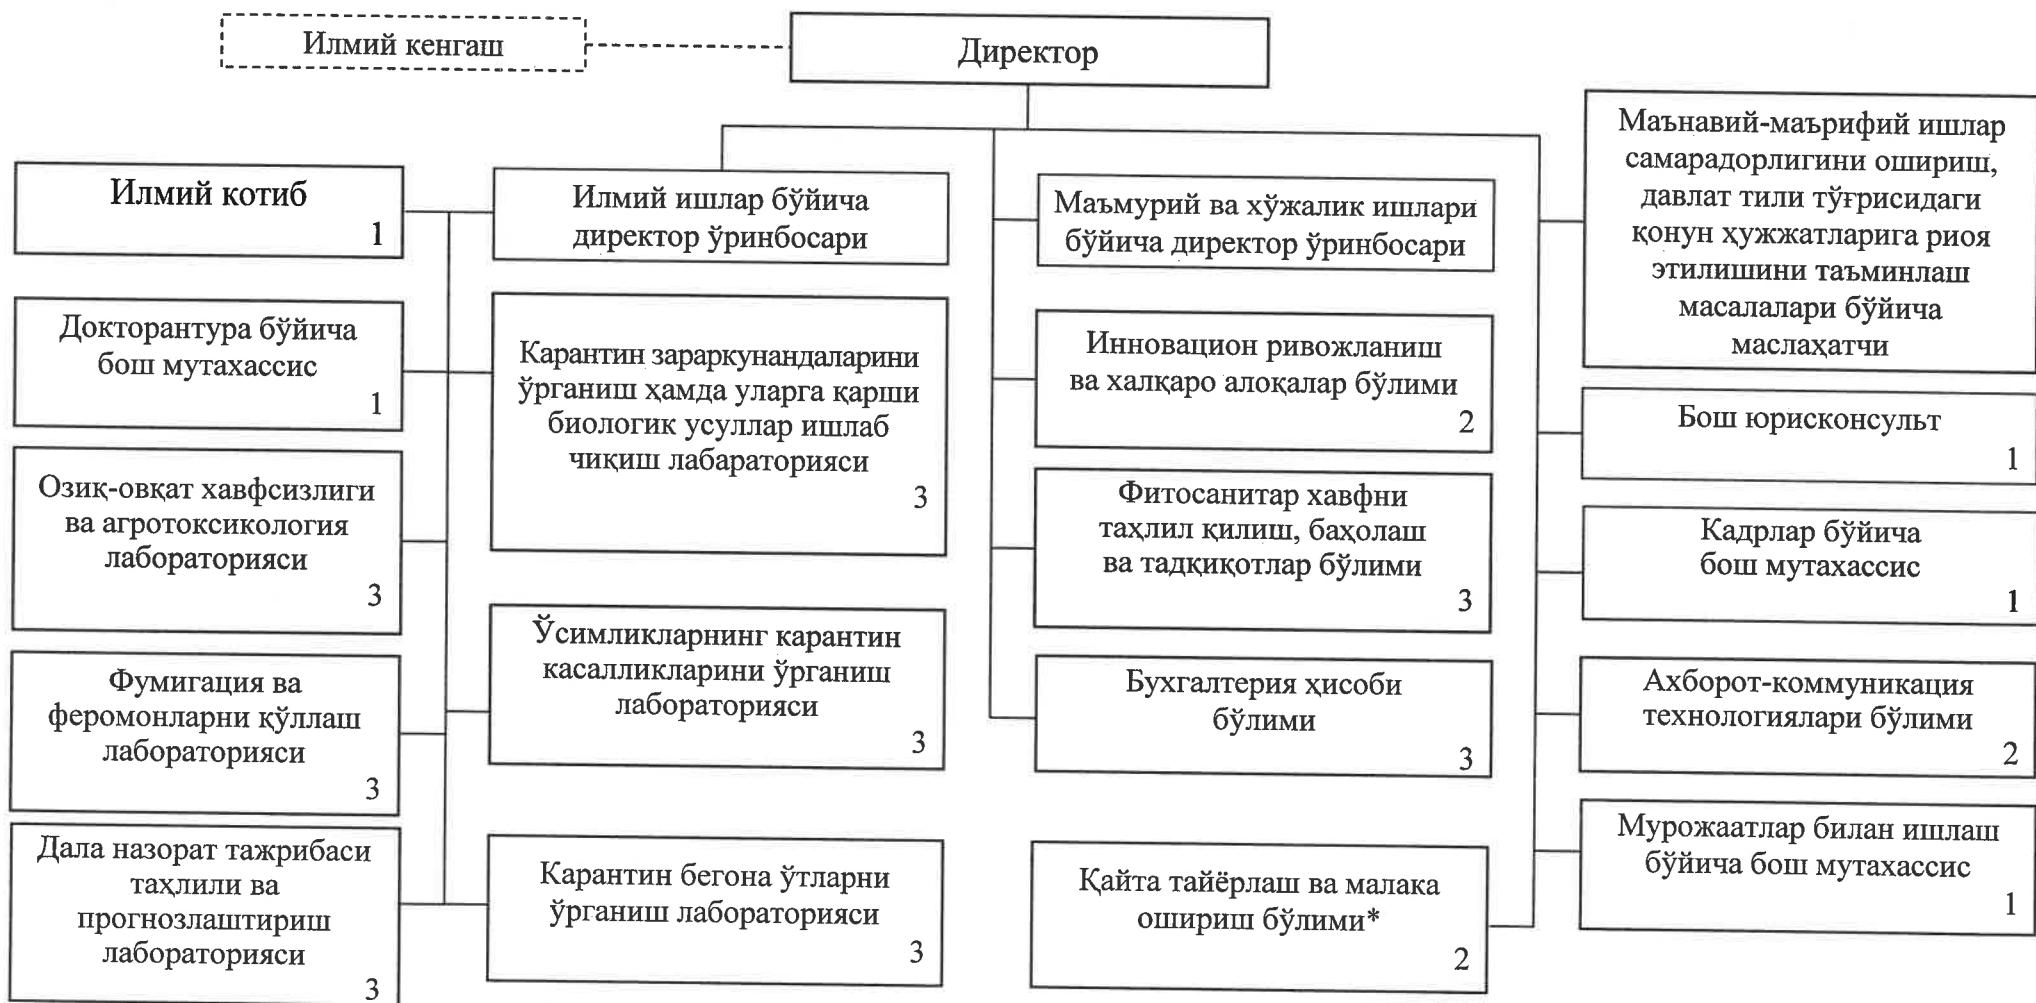 Илмий кенгаш
Директор
Илмий котиб
1
Илмий ишлар бўйича
директор ўринбосари
Маъмурий ва хўжалик ишлари
бўйича директор ўринбосари
Маънавий-маърифий ишлар
самарадорлигини ошириш,
давлат тили тўғрисидаги
қонун ҳужжатларига риоя
этилишини таъминлаш
масалалари бўйича
маслаҳатчи
Докторантура бўйича
бош мутахассис
1
Карантин зараркунандаларини
ўрганиш ҳамда уларга қарши
биологик усуллар ишлаб
чиқиш лабараторияси
3
Инновацион ривожланиш
ва халқаро алоқалар бўлими
2
Бош юрисконсульт
1
Озиқ-овқат хавфсизлиги
ва агротоксикология
лабораторияси
3
Фитосанитар хавфни
таҳлил қилиш, баҳолаш
ва тадқиқотлар бўлими
3
Кадрлар бўйича
бош мутахассис
1
Фумигация ва
феромонларни қўллаш
лабораторияси
3
Ўсимликларнинг карантин
касалликларини ўрганиш
лабораторияси
3
Бухгалтерия ҳисоби
бўлими
3
Ахборот-коммуникация
технологиялари бўлими
2
Дала назорат тажрибаси
таҳлили ва
прогнозлаштириш
лабораторияси
3
Карантин бегона ўтларни
ўрганиш лабораторияси
3
Қайта тайёрлаш ва малака
ошириш бўлими*
2
Мурожаатлар билан ишлаш
бўйича бош мутахассис
1